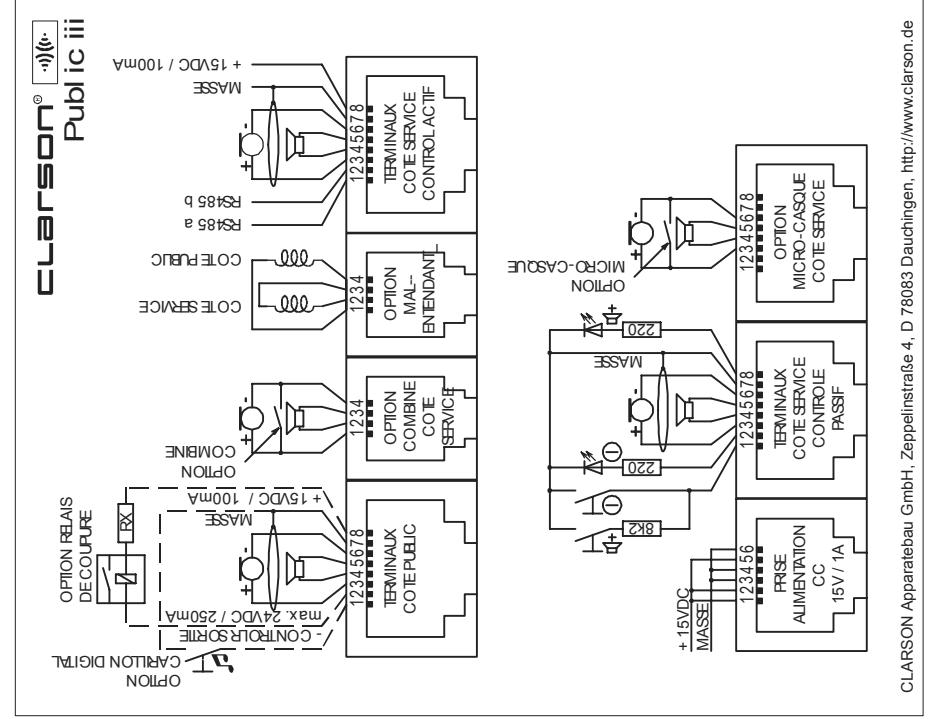 CLarson®
Public iii
OPTION RELAIS
DECOUPURE
RX
+ 15VDC / 100mA
MASSE
max. 24VDC / 250mA
- CONTROLR SORTIE
OPTION
CARILLON DIGITAL
+
-
12345678
TERMINAUX
COTE PUBLIC
OPTION
COMBINE
+
-
1234
OPTION
COMBINE
COTE
SERVICE
COTE PUBLIC
COTE SERVICE
1234
OPTION
MAL--
ENTENDANT
+ 15VDC / 100mA
MASSE
+
-
RS485 b
RS485 a
12345678
TERMINAUX
COTE SERVICE
CONTROL ACTIF
+ 15VDC
MASSE
123456
PRISE
ALIMENTATION
CC
15V / 1A
8k2
220
MASSE
+
-
220
+
12345678
TERMINAUX
COTE SERVICE
CONTROLE
PASSIF
OPTION
MICRO-CASQUE
+
-
12345678
OPTION
MICRO-CASQUE
COTE SERVICE
CLARSON Apparatebau GmbH, Zeppelinstraße 4, D 78083 Dauchingen, http://www.clarson.de